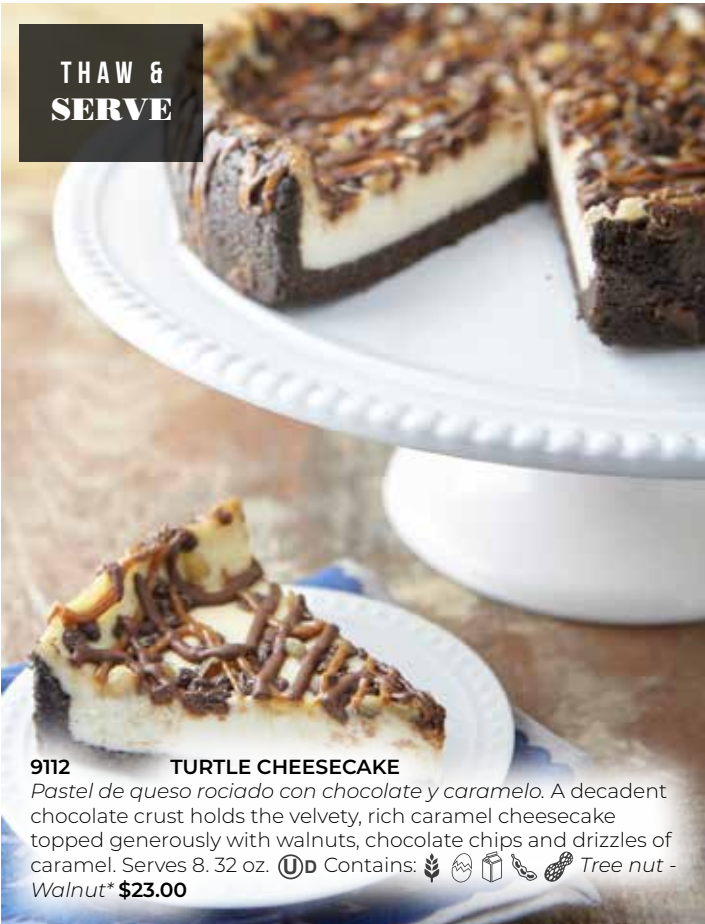 THAW &
SERVE
9112 TURTLE CHEESECAKE
Pastel de queso rociado con chocolate y caramelo. A decadent
chocolate crust holds the velvety, rich caramel cheesecake
topped generously with walnuts, chocolate chips and drizzles of
caramel. Serves 8. 32 oz. Ⓤ D Contains: Tree nut -
Walnut* $23.00